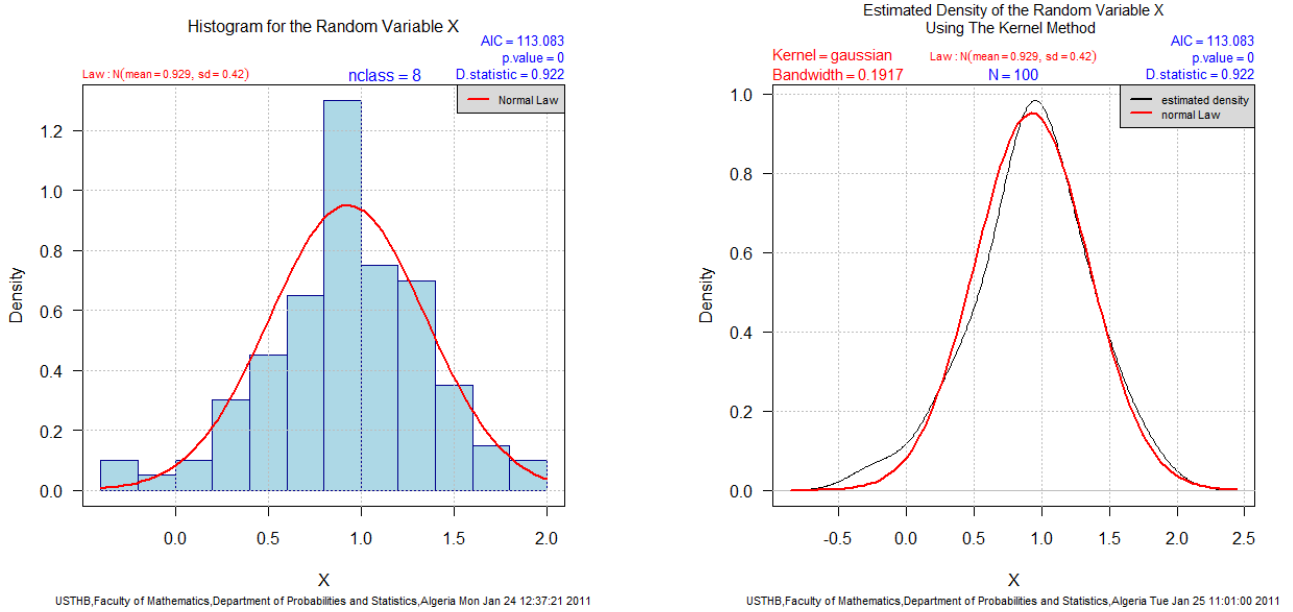 Histogram for the Random Variable X
AIC = 113.083
p.value = 0
Law : N(mean = 0.929, sd = 0.42)
nclass = 8
D.statistic = 0.922
Normal Law
Density
1.2
1.0
0.8
0.6
0.4
0.2
0.0
0.0 0.5 1.0 1.5 2.0
X
USTHB,Faculty of Mathematics,Department of Probabilities and Statistics,Algeria Mon Jan 24 12:37:21 2011
Estimated Density of the Random Variable X
Using The Kernel Method
AIC = 113.083
Kernel = gaussian
Law : N(mean = 0.929, sd = 0.42)
p.value = 0
Bandwidth = 0.1917
N = 100
D.statistic = 0.922
estimated density
normal Law
Density
1.0
0.8
0.6
0.4
0.2
0.0
-0.5 0.0 0.5 1.0 1.5 2.0 2.5
X
USTHB,Faculty of Mathematics,Department of Probabilities and Statistics,Algeria Tue Jan 25 11:01:00 2011